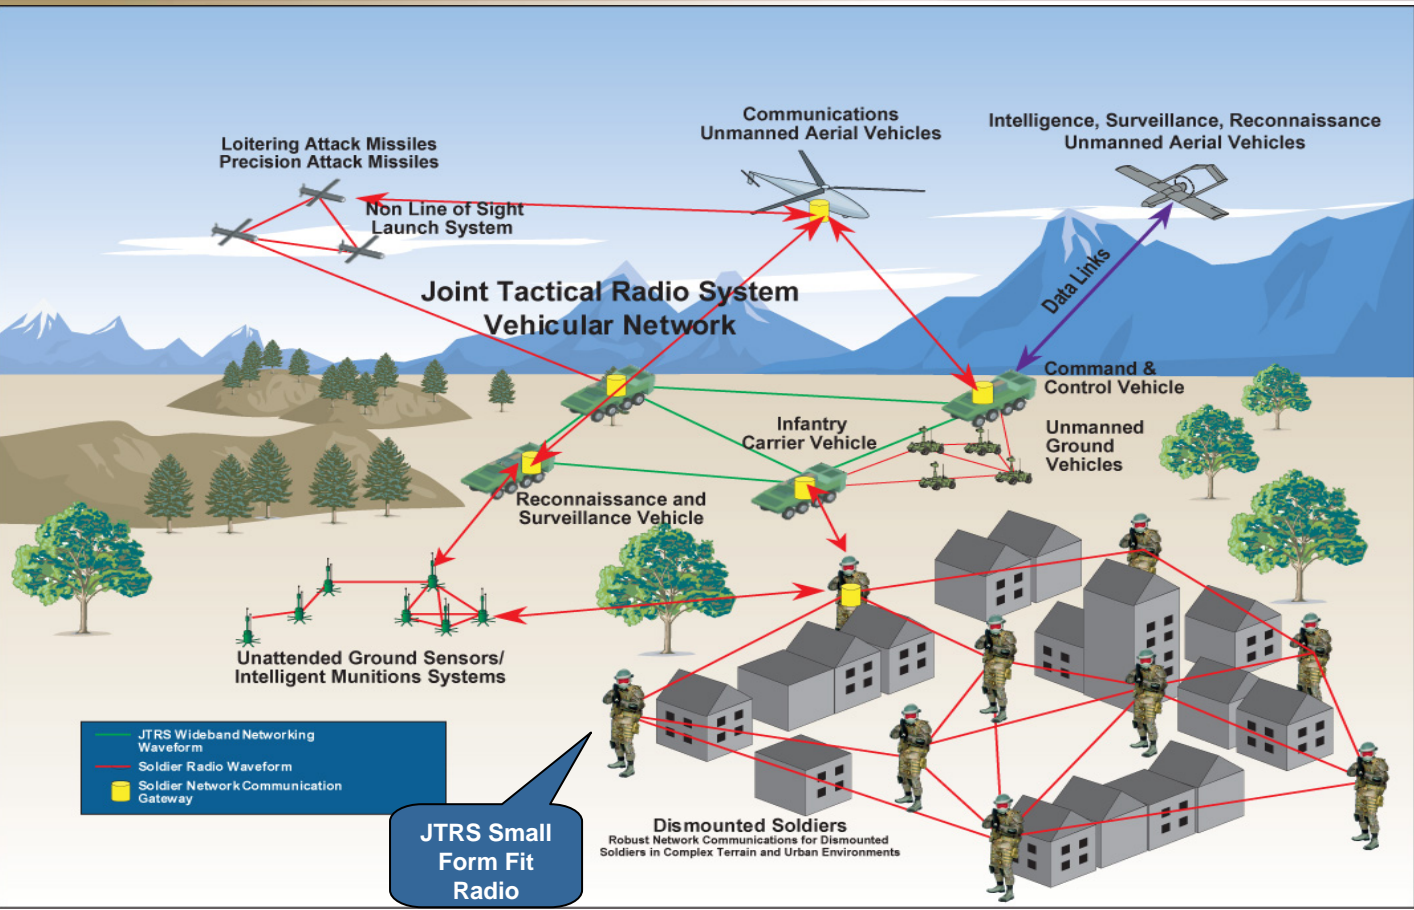 Communications
Unmanned Aerial Vehicles
Intelligence, Surveillance, Reconnaissance
Unmanned Aerial Vehicles
Loitering Attack Missiles
Precision Attack Missiles
Non Line of Sight
Launch System
Data Links
Joint Tactical Radio System
Vehicular Network
Command &
Control Vehicle
Infantry
Carrier Vehicle
Unmanned
Ground
Vehicles
Reconnaissance and
Surveillance Vehicle
Unattended Ground Sensors/
Intelligent Munitions Systems
JTRS Wideband Networking
Waveform
Soldier Radio Waveform
Soldier Network Communication
Gateway
JTRS Small
Form Fit
Radio
Dismounted Soldiers
Robust Network Communications for Dismounted
Soldiers in Complex Terrain and Urban Environments